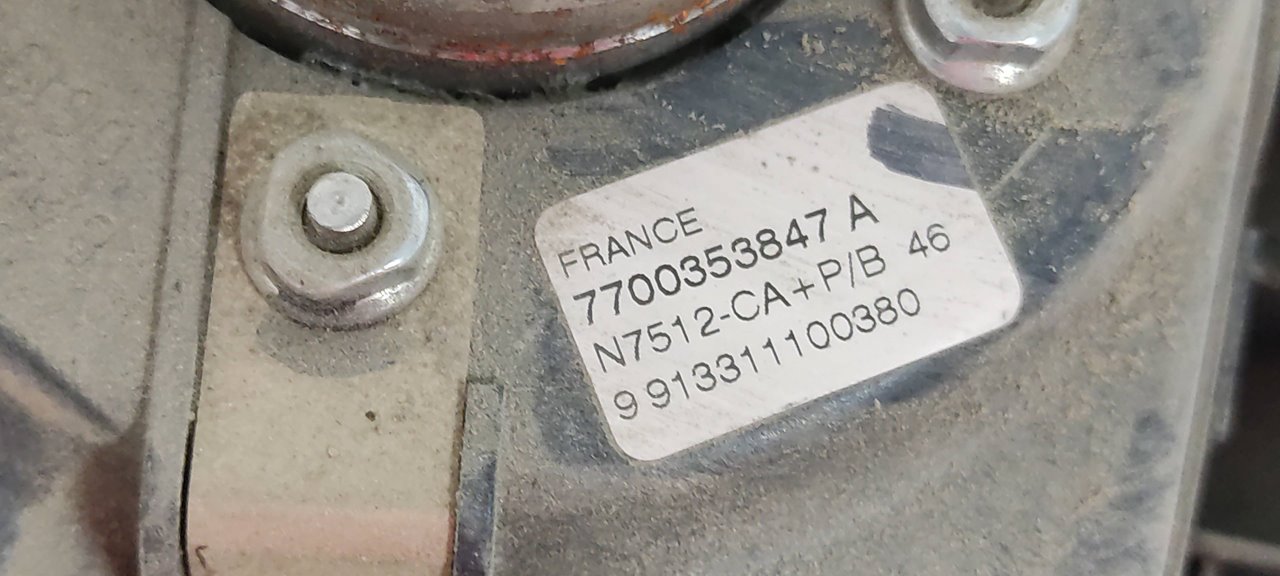 FRANCE
7700353847 A
N7512-CA+P/B 46
9 91331100380